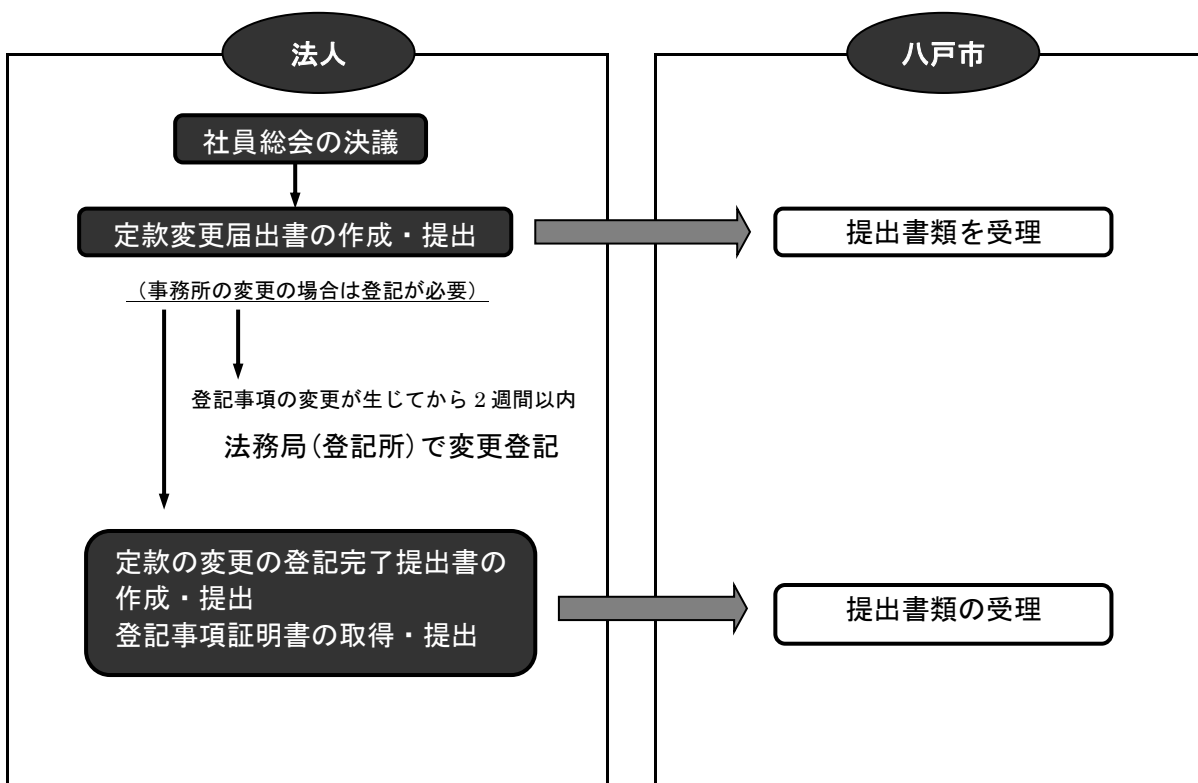 法人
八戸市
社員総会の決議
定款変更届出書の作成・提出
提出書類を受理
（事務所の変更の場合は登記が必要）
登記事項の変更が生じてから２週間以内
法務局（登記所）で変更登記
定款の変更の登記完了提出書の
作成・提出
登記事項証明書の取得・提出
提出書類の受理